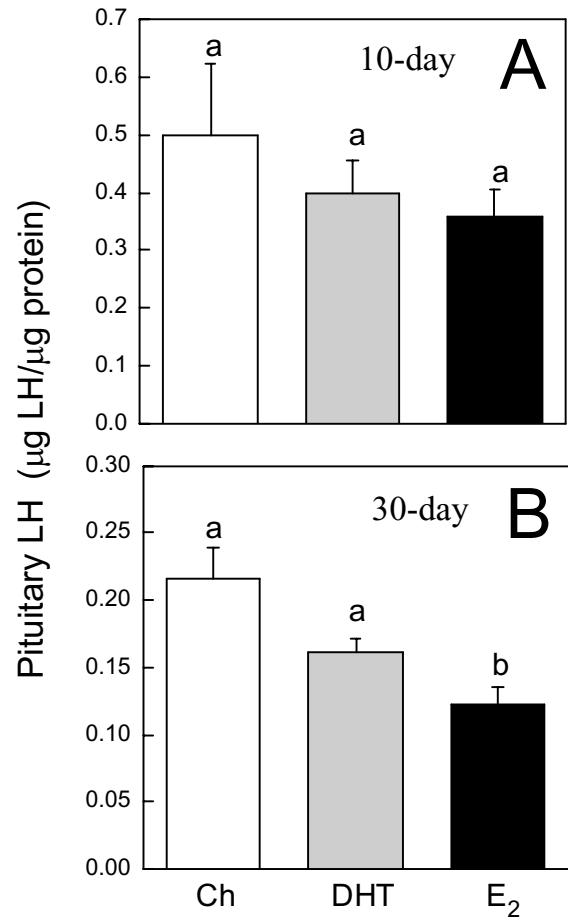 Pituitary LH (µg LH/µg protein)
0.7
0.6
0.5
0.4
0.3
0.2
0.1
0.0
10-day
A
a
a
a
0.30
0.25
0.20
0.15
0.10
0.05
0.00
30-day
B
a
a
b
Ch DHT E₂